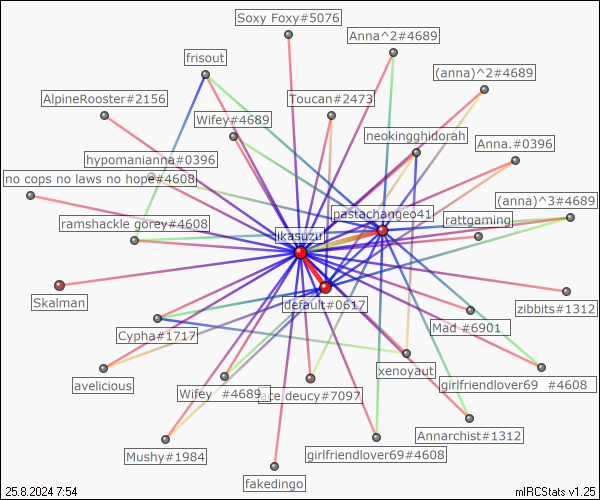 Soxy Foxy#5076
Anna^2#4689
frisout
(anna)^2#4689
AlpineRooster#2156
Toucan#2473
Wifey#4689
neokingghidorah
Anna.#0396
hypomanianna#0396
no cops no laws no hope#4608
(anna)^3#4689
pastachangeo41
ramshackle gorey#4608
rattgaming
ikasuzu
Skalman
default#0617
zibbits#1312
Cypha#1717
Mad #6901
xenoyaut
avelicious
Wifey #4689
ace deucy#7097
girlfriendlover69 #4608
Annarchist#1312
Mushy#1984
girlfriendlover69#4608
fakedingo
25.8.2024 7:54
mIRCStats v1.25